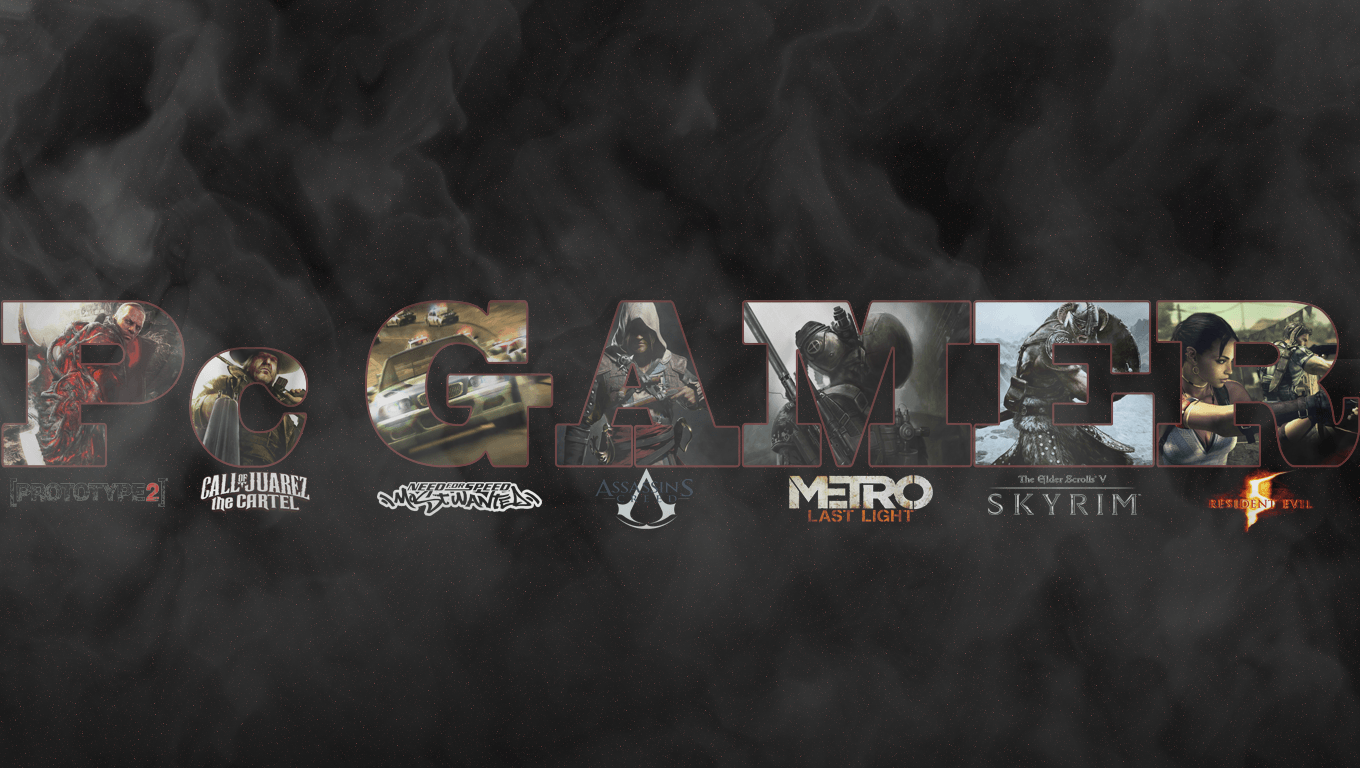 Pc GAMER
[PROTOTYPE2]
CALL OF JUAREZ
the CARTEL
NEED FOR SPEED
MOST WANTED
ASSASSINS
METRO
LAST LIGHT
The Elder Scrolls V
SKYRIM
5
RESIDENT EVIL